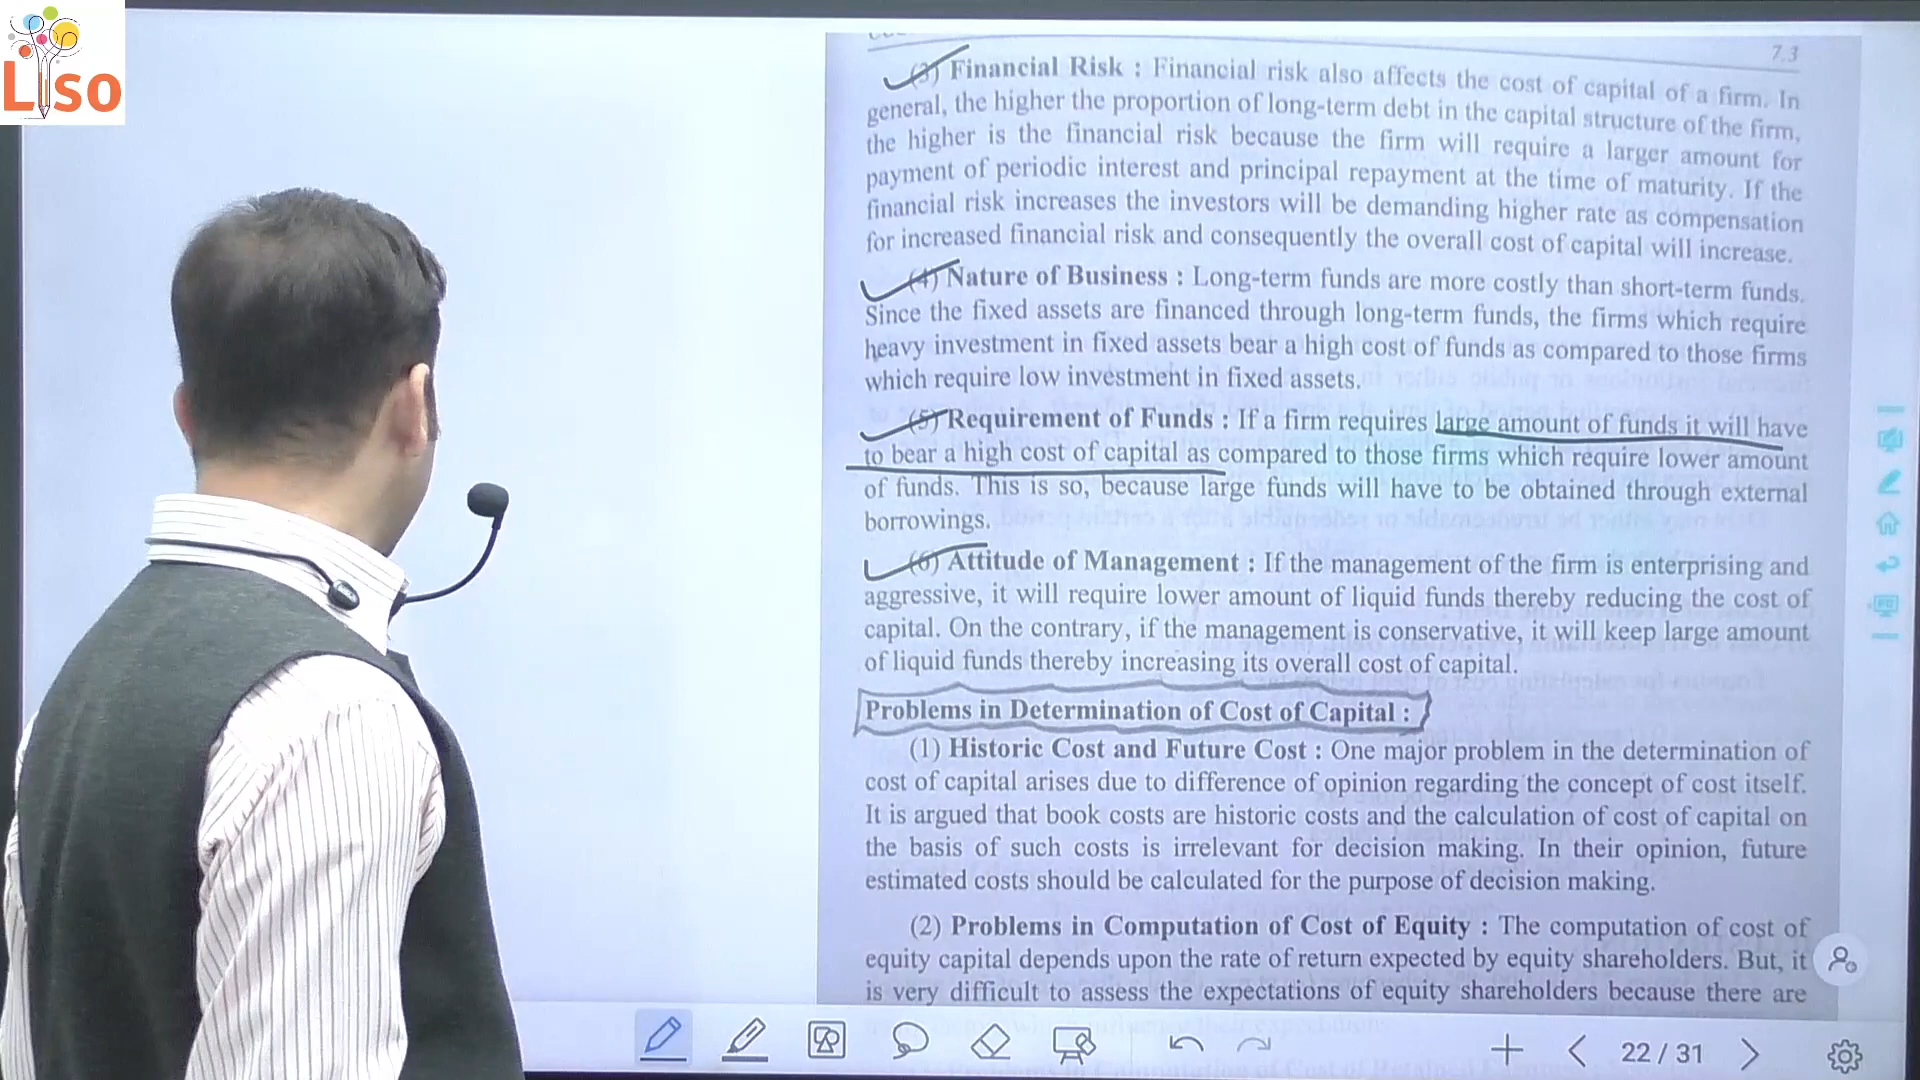 Liso
7.3
(3) Financial Risk : Financial risk also affects the cost of capital of a firm. In
general, the higher the proportion of long-term debt in the capital structure of the firm,
the higher is the financial risk because the firm will require a larger amount for
payment of periodic interest and principal repayment at the time of maturity. If the
financial risk increases the investors will be demanding higher rate as compensation
for increased financial risk and consequently the overall cost of capital will increase.
(4) Nature of Business : Long-term funds are more costly than short-term funds.
Since the fixed assets are financed through long-term funds, the firms which require
heavy investment in fixed assets bear a high cost of funds as compared to those firms
which require low investment in fixed assets.
(5) Requirement of Funds : If a firm requires large amount of funds it will have
to bear a high cost of capital as compared to those firms which require lower amount
of funds. This is so, because large funds will have to be obtained through external
borrowings.
(6) Attitude of Management : If the management of the firm is enterprising and
aggressive, it will require lower amount of liquid funds thereby reducing the cost of
capital. On the contrary, if the management is conservative, it will keep large amount
of liquid funds thereby increasing its overall cost of capital.
Problems in Determination of Cost of Capital :
(1) Historic Cost and Future Cost : One major problem in the determination of
cost of capital arises due to difference of opinion regarding the concept of cost itself.
It is argued that book costs are historic costs and the calculation of cost of capital on
the basis of such costs is irrelevant for decision making. In their opinion, future
estimated costs should be calculated for the purpose of decision making.
(2) Problems in Computation of Cost of Equity : The computation of cost of
equity capital depends upon the rate of return expected by equity shareholders. But, it
is very difficult to assess the expectations of equity shareholders because there are
22 / 31